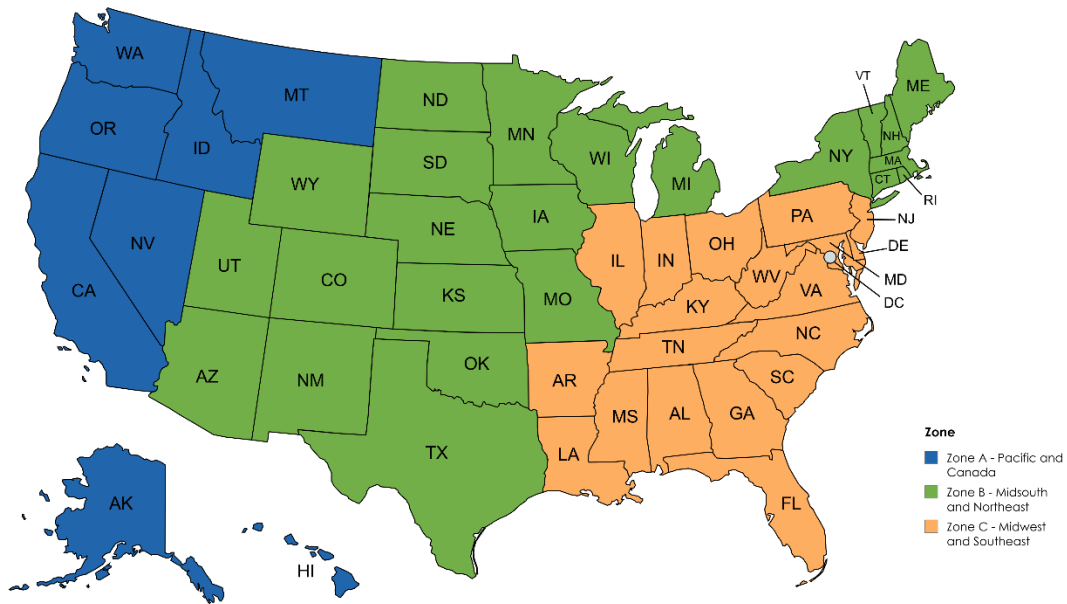 WA
MT
ND
MN
VT
ME
OR
ID
SD
WI
MI
NY
NH
MA
CT
RI
WY
NE
IA
PA
NJ
NV
UT
CO
KS
MO
IL
IN
OH
WV
VA
DE
MD
DC
CA
KY
AZ
NM
OK
AR
TN
NC
SC
TX
LA
MS
AL
GA
FL
AK
HI
Zone
Zone A - Pacific and
Canada
Zone B - Midsouth
and Northeast
Zone C - Midwest
and Southeast